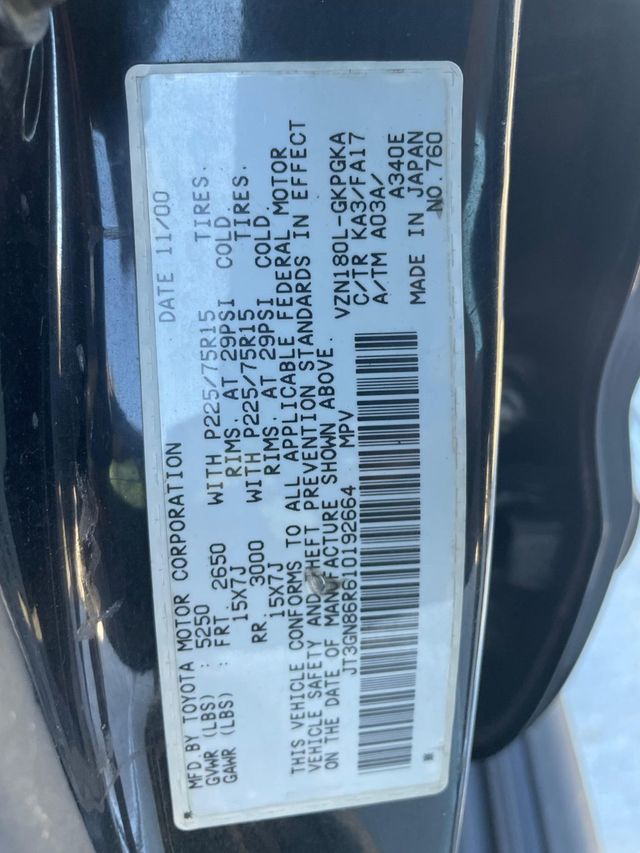 MFD.BY TOYOTA MOTOR CORPORATION DATE 11/00
GVWR (LBS) : 5250
GAWR (LBS) : FRT. 2650 WITH P225/75R15 TIRES.
15X7J RIMS. AT 29PSI COLD.
RR. 3000 WITH P225/75R15 TIRES.
15X7J RIMS. AT 29PSI COLD.
THIS VEHICLE CONFORMS TO ALL APPLICABLE FEDERAL MOTOR
VEHICLE SAFETY AND THEFT PREVENTION STANDARDS IN EFFECT
ON THE DATE OF MANUFACTURE SHOWN ABOVE.
JT3GN86R610192664 MPV
VZN180L-GKPGKA
C/TR KA3/FA17
A/TM A03A/
A340E
MADE IN JAPAN
NO.760